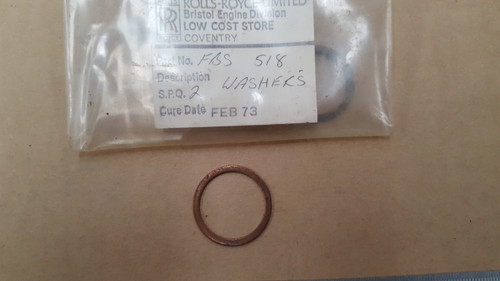 ROLLS-ROYCE LIMITED
Bristol Engine Division
LOW COST STORE
COVENTRY
No. FBS 518
Description WASHERS
S.P.Q. 2
Cure Date FEB 73